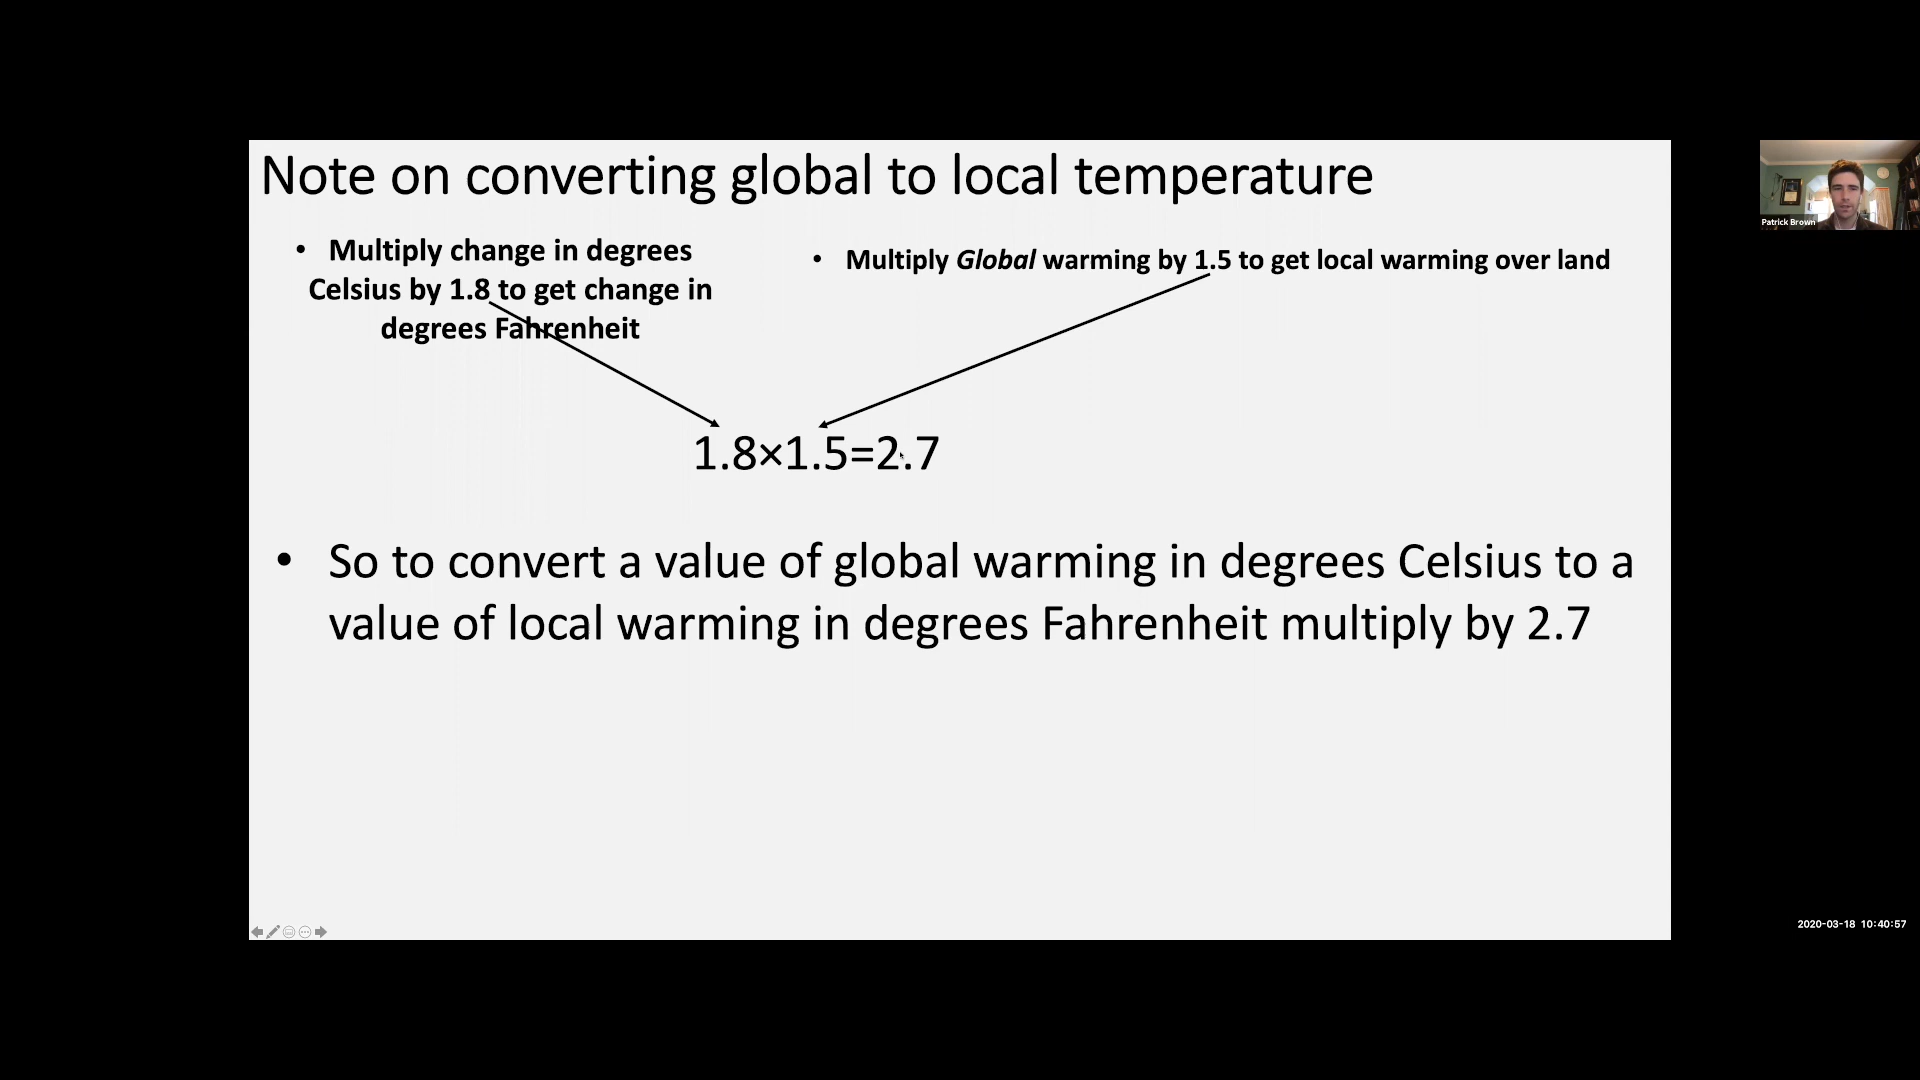 Note on converting global to local temperature
• Multiply change in degrees
Celsius by 1.8 to get change in
degrees Fahrenheit
• Multiply Global warming by 1.5 to get local warming over land
1.8×1.5=2.7
• So to convert a value of global warming in degrees Celsius to a
value of local warming in degrees Fahrenheit multiply by 2.7
Patrick Brown
2020-03-18 10:40:57